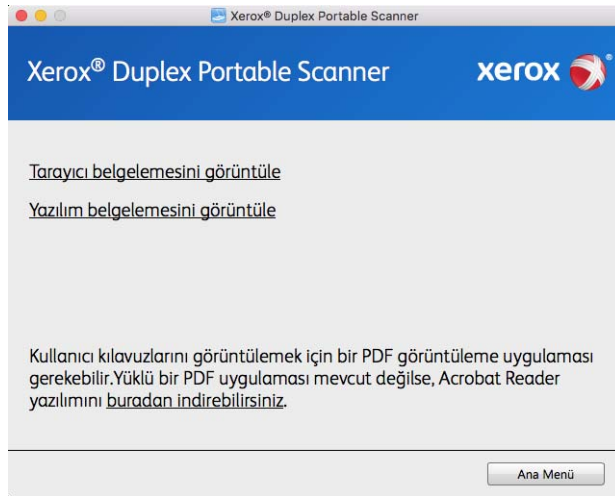 Xerox® Duplex Portable Scanner
Xerox® Duplex Portable Scanner
xerox
Tarayıcı belgelemesini görüntüle
Yazılım belgelemesini görüntüle
Kullanıcı kılavuzlarını görüntülemek için bir PDF görüntüleme uygulaması
gerekebilir.Yüklü bir PDF uygulaması mevcut değilse, Acrobat Reader
yazılımını buradan indirebilirsiniz.
Ana Menü